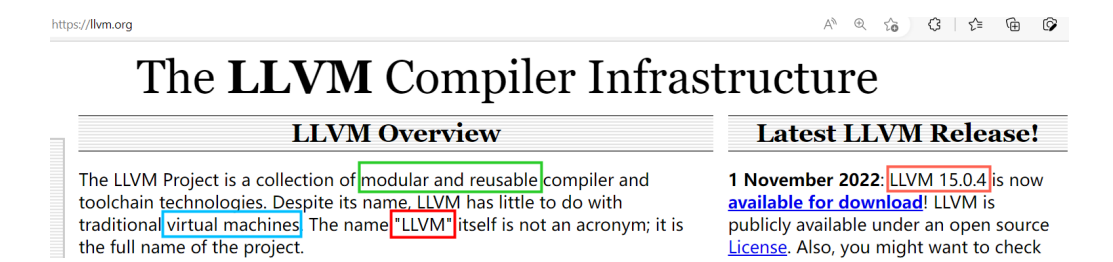 https://llvm.org
The LLVM Compiler Infrastructure
LLVM Overview
The LLVM Project is a collection of modular and reusable compiler and
toolchain technologies. Despite its name, LLVM has little to do with
traditional virtual machines. The name "LLVM" itself is not an acronym; it is
the full name of the project.
Latest LLVM Release!
1 November 2022: LLVM 15.0.4 is now
available for download! LLVM is
publicly available under an open source
License. Also, you might want to check